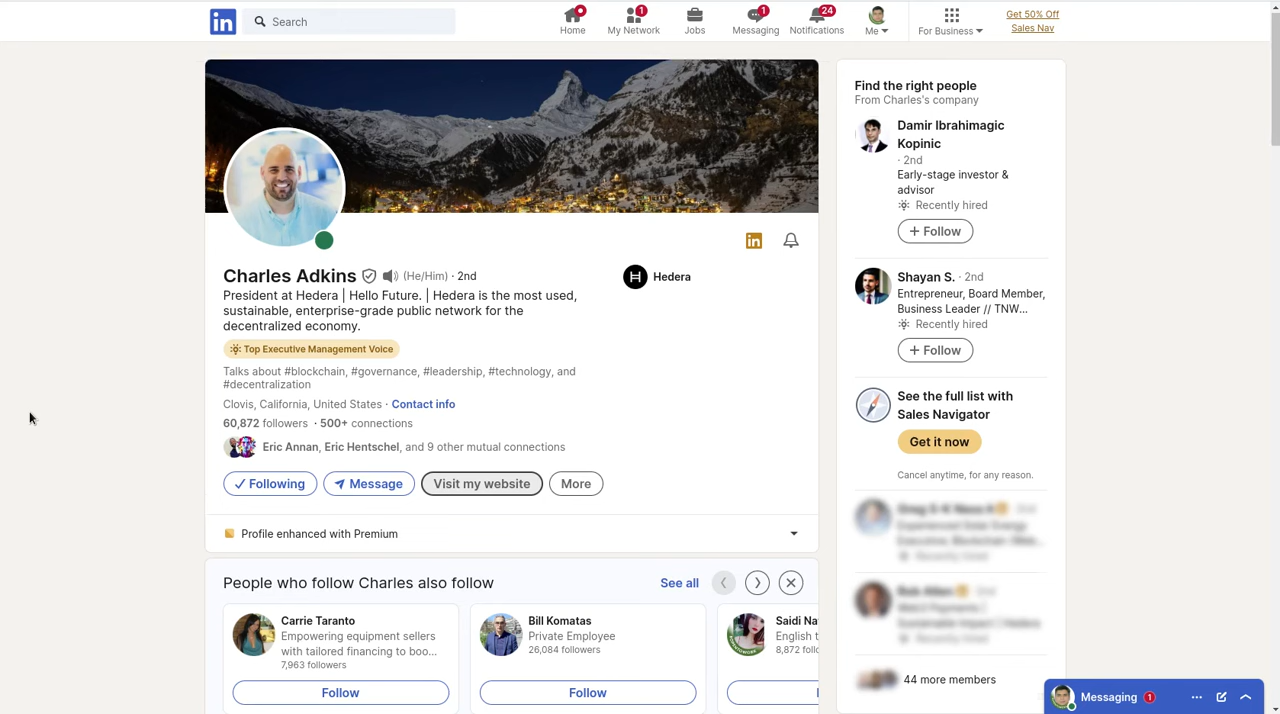 in
Search
1
1
24
Home
My Network
Jobs
Messaging
Notifications
Me
For Business
Get 50% Off
Sales Nav
in
Charles Adkins
(He/Him) · 2nd
H Hedera
President at Hedera | Hello Future. | Hedera is the most used,
sustainable, enterprise-grade public network for the
decentralized economy.
Top Executive Management Voice
Talks about #blockchain, #governance, #leadership, #technology, and
#decentralization
Clovis, California, United States · Contact info
60,872 followers · 500+ connections
Eric Annan, Eric Hentschel, and 9 other mutual connections
Following
Message
Visit my website
More
Profile enhanced with Premium
People who follow Charles also follow
See all
Carrie Taranto
Empowering equipment sellers
with tailored financing to boo...
7,963 followers
Follow
Bill Komatas
Private Employee
26,084 followers
Follow
Saidi Na
English t
8,872 follo
Find the right people
From Charles's company
Damir Ibrahimagic
Kopinic
· 2nd
Early-stage investor &
advisor
Recently hired
+ Follow
Shayan S. · 2nd
Entrepreneur, Board Member,
Business Leader // TNW...
Recently hired
+ Follow
See the full list with
Sales Navigator
Get it now
Cancel anytime, for any reason.
44 more members
Messaging 1